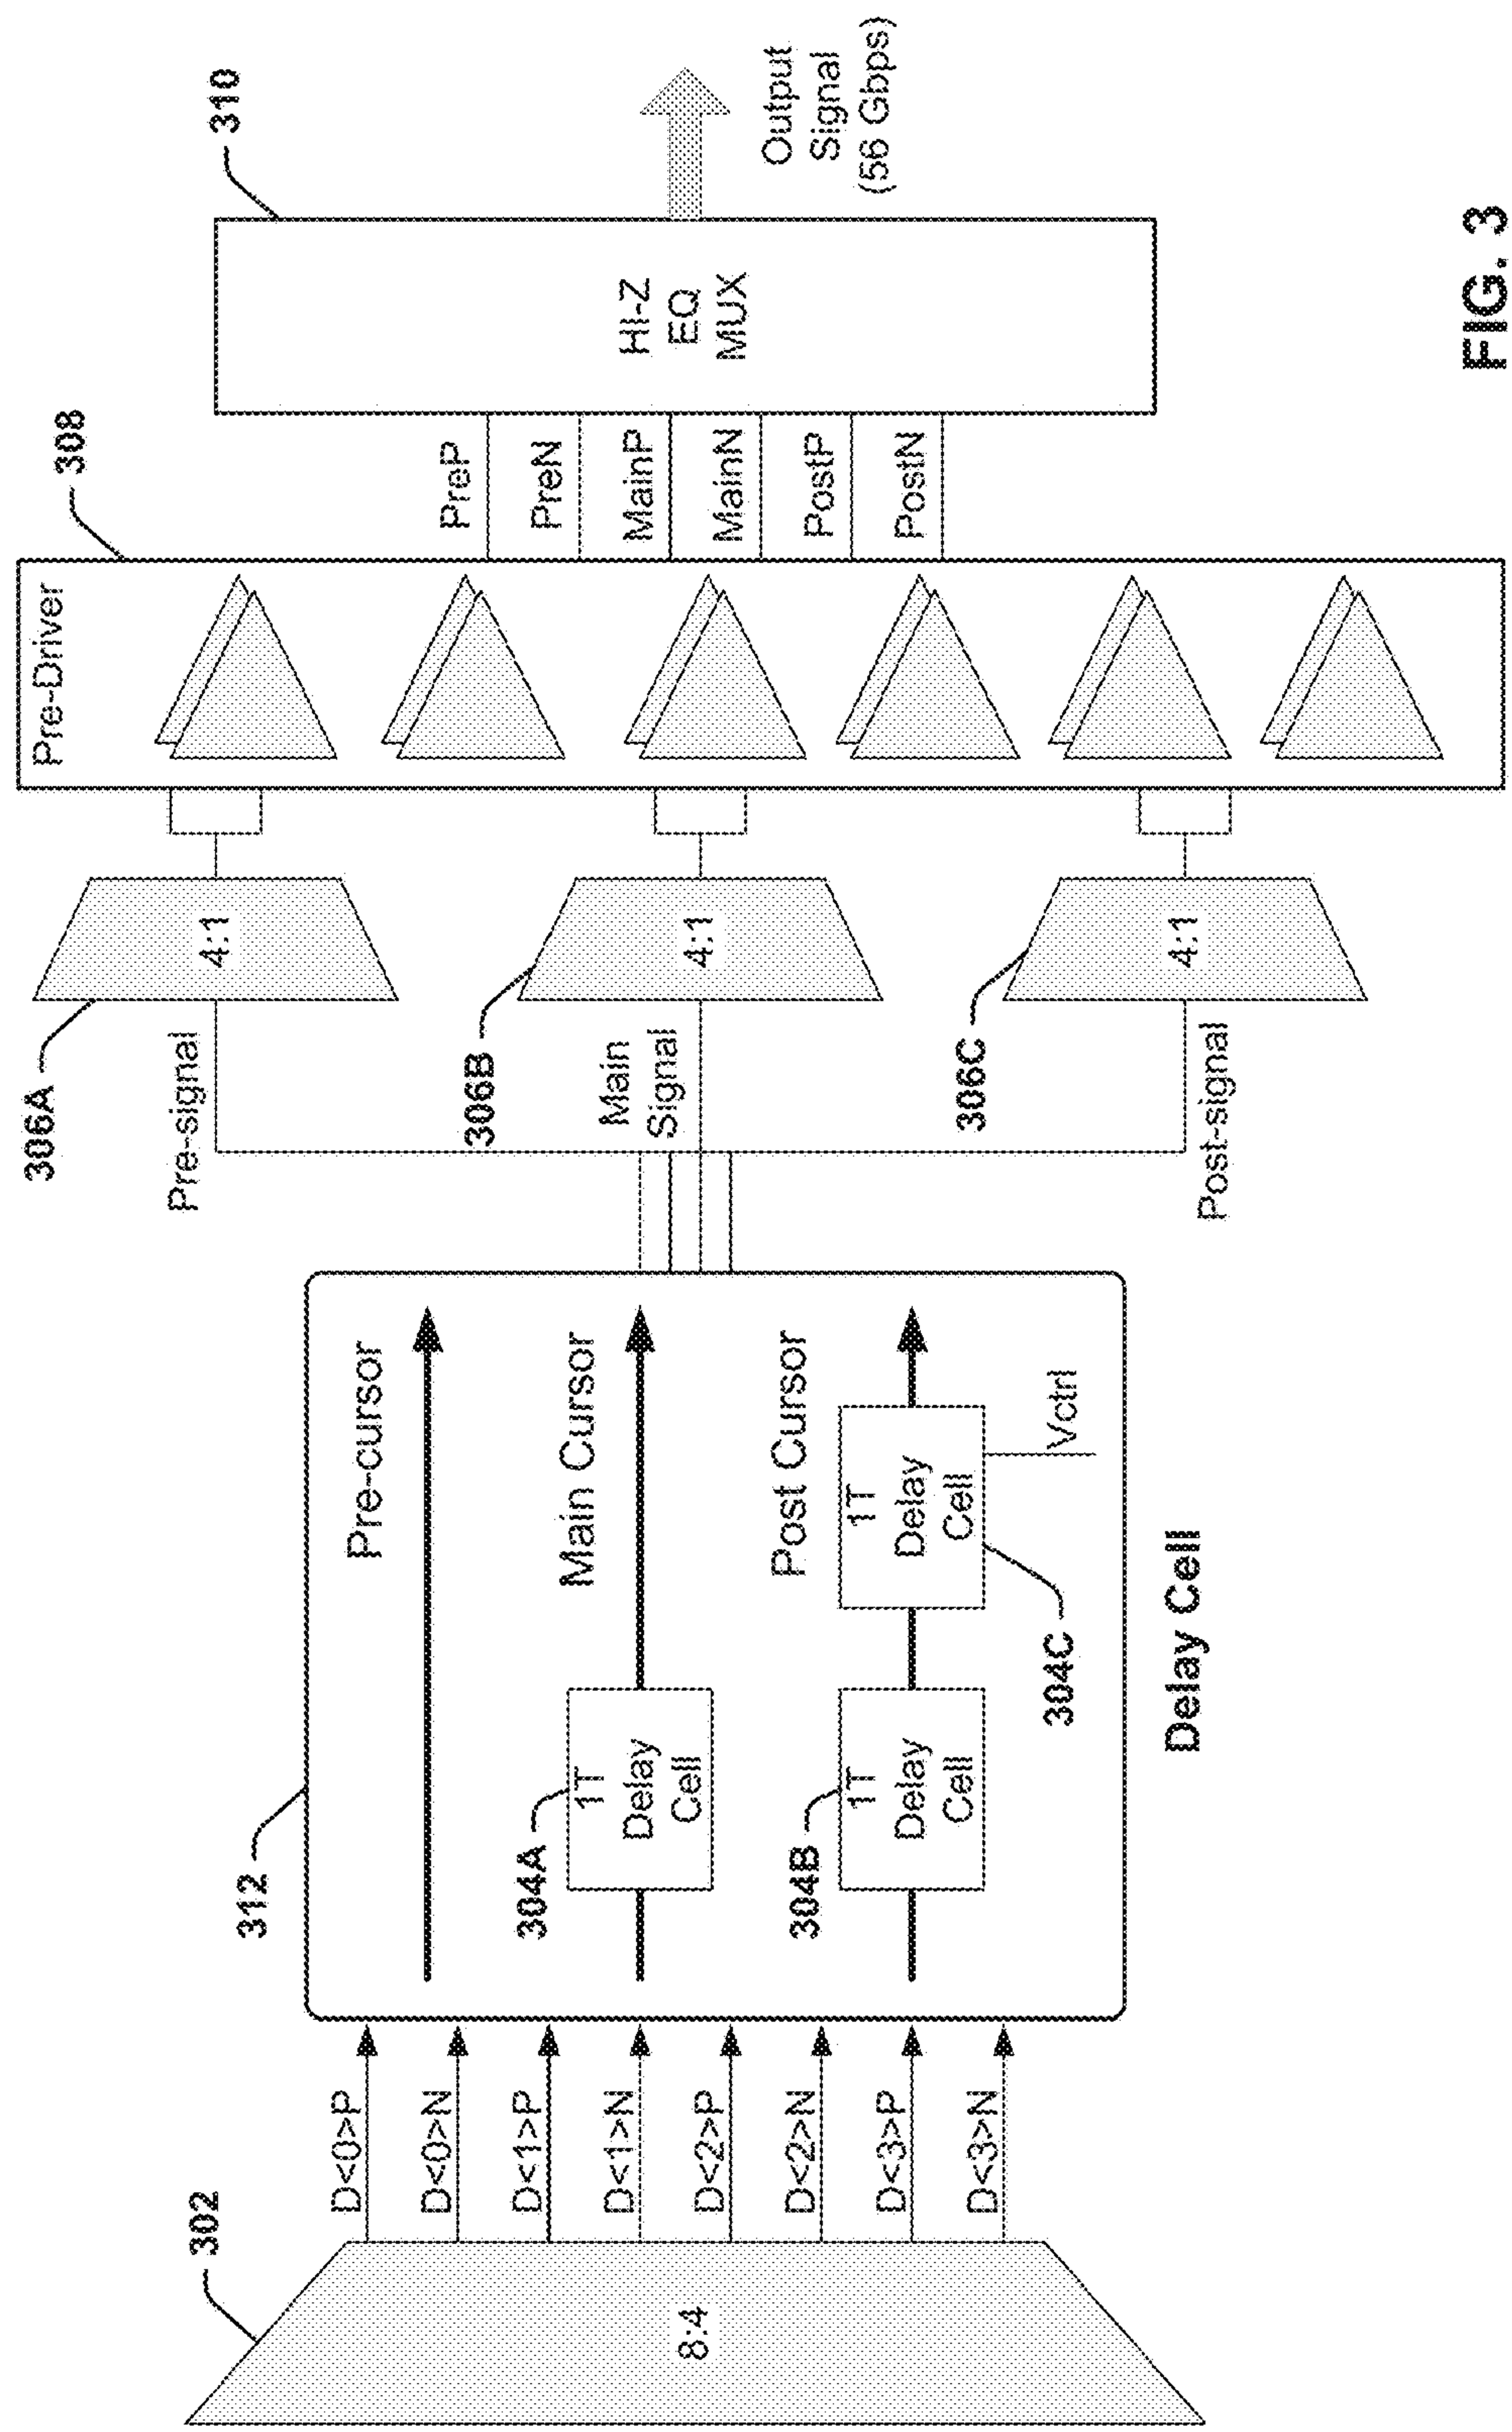 302
8:4
D<0>P
D<0>N
D<1>P
D<1>N
D<2>P
D<2>N
D<3>P
D<3>N
312
Pre-cursor
Main Cursor
304A
1T
Delay
Cell
Post Cursor
304B
1T
Delay
Cell
304C
1T
Delay
Cell
Vctrl
Delay Cell
306A
Pre-signal
4:1
306B
Main
Signal
4:1
306C
Post-signal
4:1
308
Pre-Driver
PreP
PreN
MainP
MainN
PostP
PostN
310
HI-Z
EQ
MUX
Output
Signal
(56 Gbps)
FIG. 3